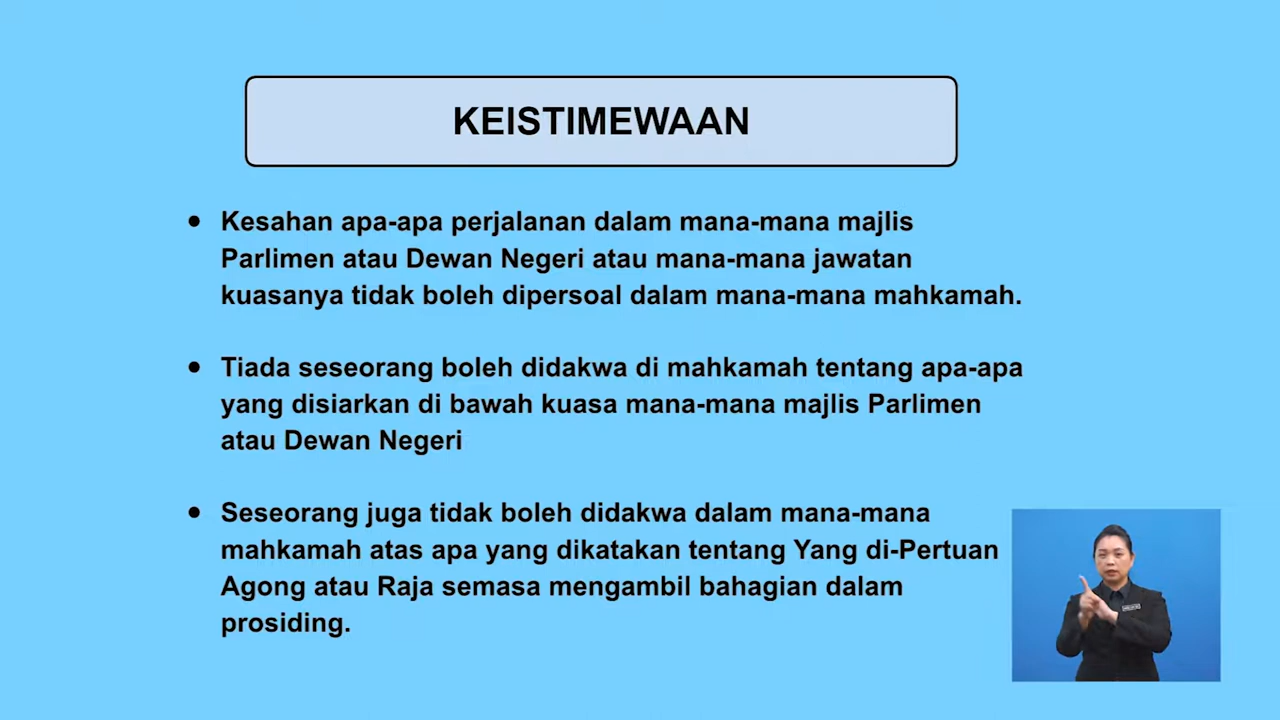 KEISTIMEWAAN
• Kesahan apa-apa perjalanan dalam mana-mana majlis
Parlimen atau Dewan Negeri atau mana-mana jawatan
kuasanya tidak boleh dipersoal dalam mana-mana mahkamah.
• Tiada seseorang boleh didakwa di mahkamah tentang apa-apa
yang disiarkan di bawah kuasa mana-mana majlis Parlimen
atau Dewan Negeri
• Seseorang juga tidak boleh didakwa dalam mana-mana
mahkamah atas apa yang dikatakan tentang Yang di-Pertuan
Agong atau Raja semasa mengambil bahagian dalam
prosiding.